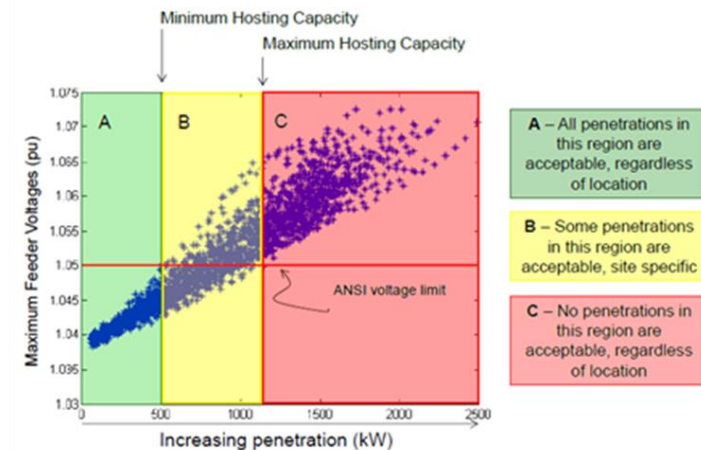 Minimum Hosting Capacity
Maximum Hosting Capacity
Maximum Feeder Voltages (pu)
1.075
1.07
1.065
1.06
1.055
1.05
1.045
1.04
1.035
1.03
A
B
C
ANSI voltage limit
0
500
1000
1500
2000
2500
Increasing penetration (kW)
A – All penetrations in
this region are
acceptable, regardless
of location
B – Some penetrations
in this region are
acceptable, site specific
C – No penetrations in
this region are
acceptable, regardless
of location